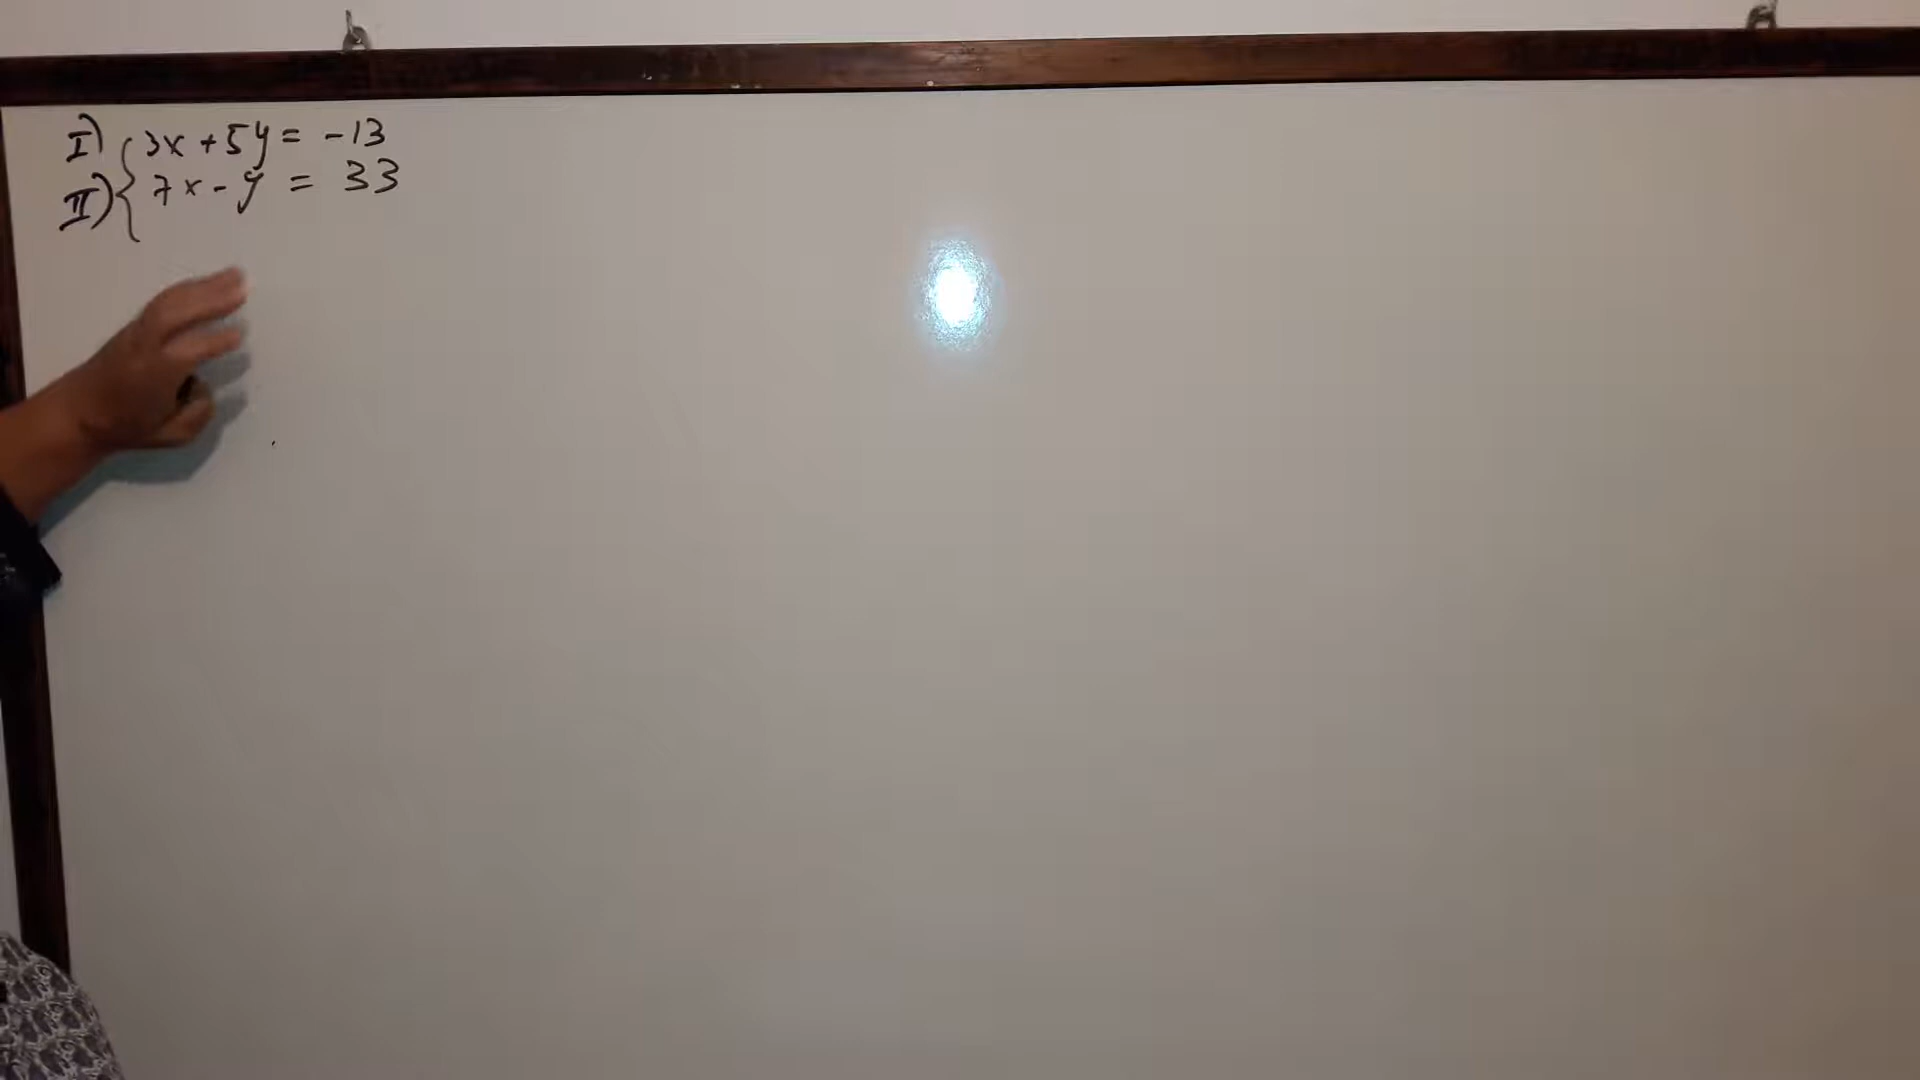 I) { 3x + 5y = -13
II) { 7x - y = 33